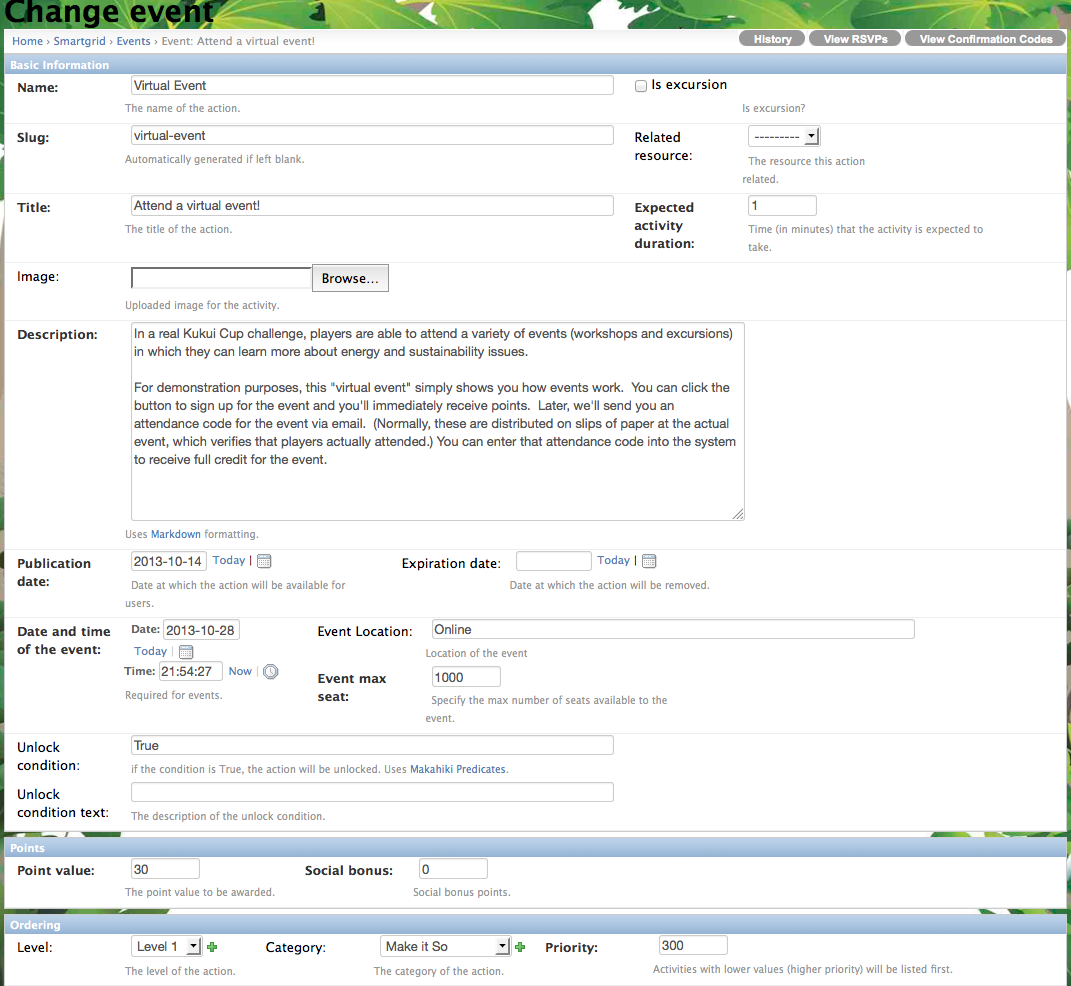 Change event
Home › Smartgrid › Events › Event: Attend a virtual event!
History
View RSVPs
View Confirmation Codes
Basic Information
Name:
Virtual Event
Is excursion
The name of the action.
Is excursion?
Slug:
virtual-event
Related
resource:
---------
Automatically generated if left blank.
The resource this action
related.
Title:
Attend a virtual event!
Expected
activity
duration:
1
The title of the action.
Time (in minutes) that the activity is expected to
take.
Image:
Browse...
Uploaded image for the activity.
Description:
In a real Kukui Cup challenge, players are able to attend a variety of events (workshops and excursions)
in which they can learn more about energy and sustainability issues.
For demonstration purposes, this "virtual event" simply shows you how events work.  You can click the
button to sign up for the event and you'll immediately receive points.  Later, we'll send you an
attendance code for the event via email.  (Normally, these are distributed on slips of paper at the actual
event, which verifies that players actually attended.) You can enter that attendance code into the system
to receive full credit for the event.
Uses Markdown formatting.
Publication
date:
2013-10-14 Today |
Date at which the action will be available for
users.
Expiration date:
Today |
Date at which the action will be removed.
Date and time
of the event:
Date: 2013-10-28
Today |
Time: 21:54:27 Now |
Required for events.
Event Location:
Online
Location of the event
Event max
seat:
1000
Specify the max number of seats available to the
event.
Unlock
condition:
True
if the condition is True, the action will be unlocked. Uses Makahiki Predicates.
Unlock
condition text:
The description of the unlock condition.
Points
Point value:
30
The point value to be awarded.
Social bonus:
0
Social bonus points.
Ordering
Level:
Level 1
The level of the action.
Category:
Make it So
The category of the action.
Priority:
300
Activities with lower values (higher priority) will be listed first.